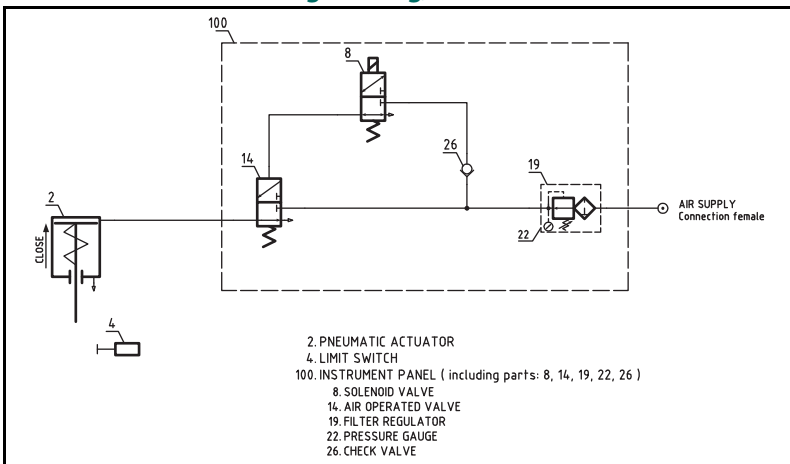 100
8
26
14
19
2
22
AIR SUPPLY
Connection female
CLOSE
4
2. PNEUMATIC ACTUATOR
4. LIMIT SWITCH
100. INSTRUMENT PANEL ( including parts: 8, 14, 19, 22, 26 )
8. SOLENOID VALVE
14. AIR OPERATED VALVE
19. FILTER REGULATOR
22. PRESSURE GAUGE
26. CHECK VALVE